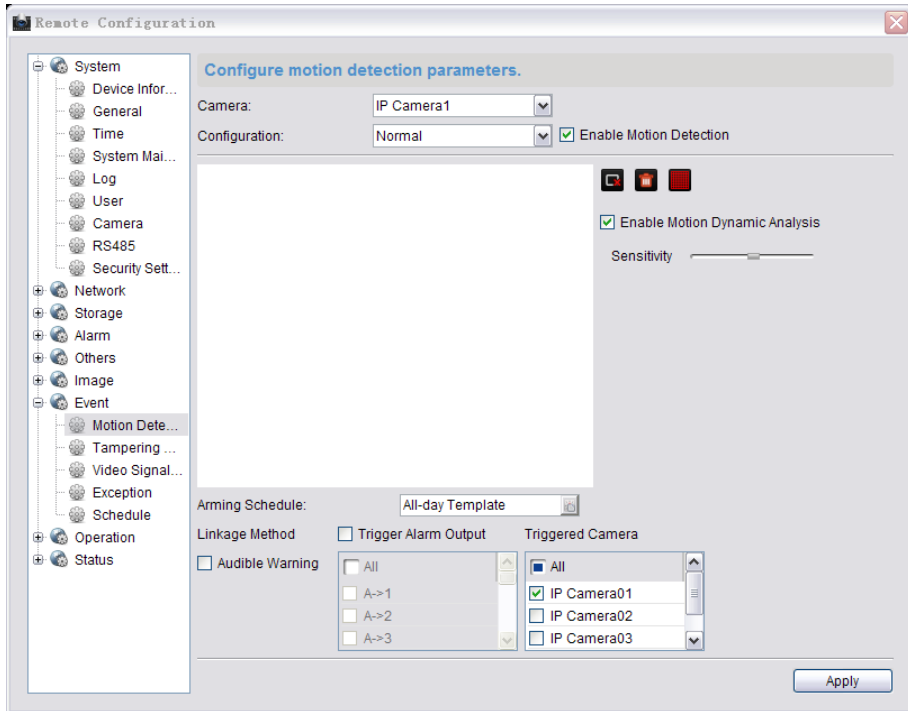 Remote Configuration
System
Device Infor...
General
Time
System Mai...
Log
User
Camera
RS485
Security Sett...
Network
Storage
Alarm
Others
Image
Event
Motion Dete...
Tampering ...
Video Signal...
Exception
Schedule
Operation
Status
Configure motion detection parameters.
Camera: IP Camera1
Configuration: Normal Enable Motion Detection
Enable Motion Dynamic Analysis
Sensitivity
Arming Schedule: All-day Template
Linkage Method Trigger Alarm Output Triggered Camera
Audible Warning All All
A->1 IP Camera01
A->2 IP Camera02
A->3 IP Camera03
Apply